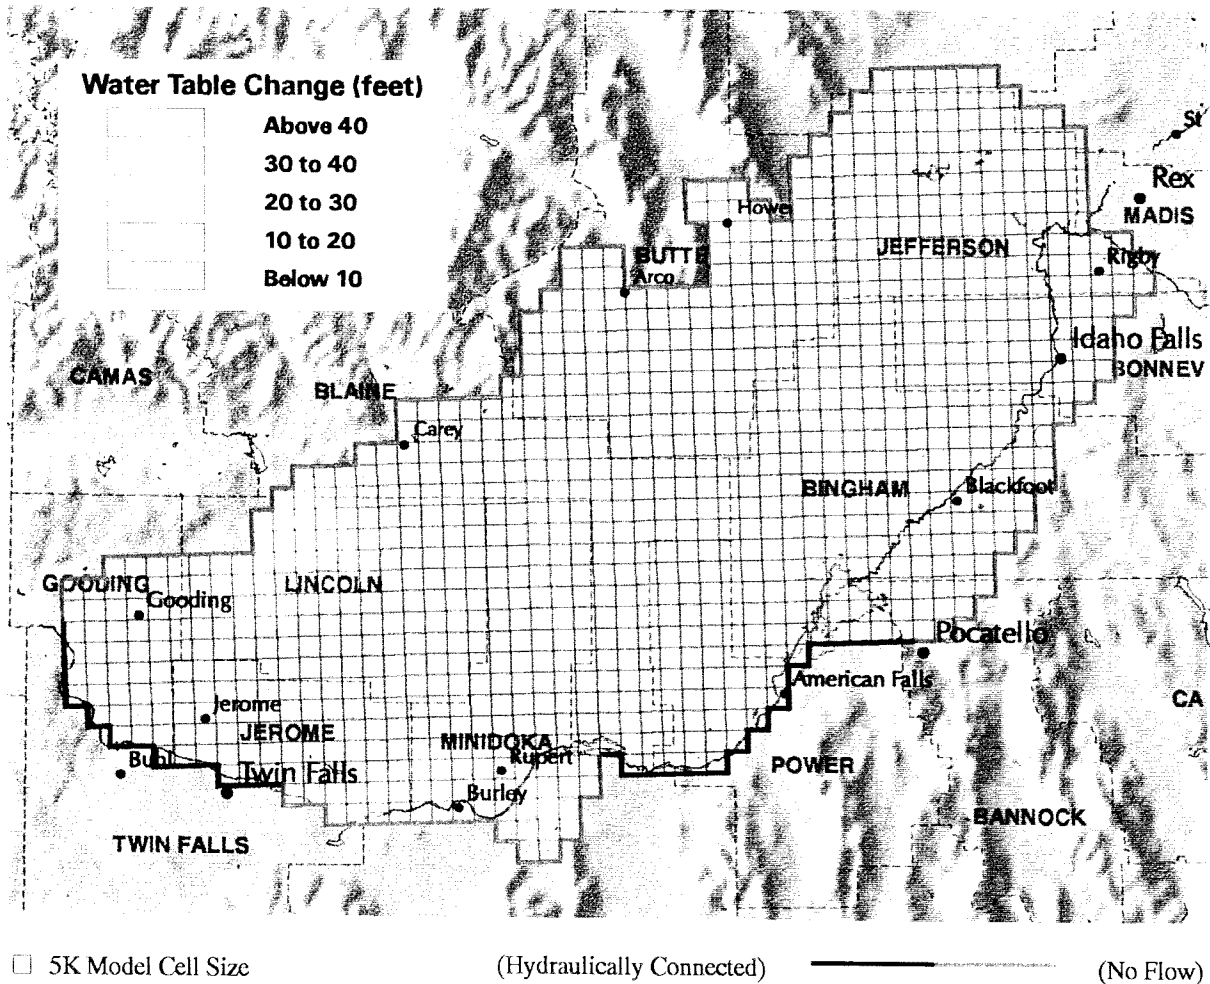 Water Table Change (feet)
Above 40
30 to 40
20 to 30
10 to 20
Below 10
St
Rex
MADIS
Howe
JEFFERSON
BUTTE
Arco
Rigby
Idaho Falls
BONNEV
CAMAS
BLAINE
Carey
BINGHAM
Blackfoot
GOODING
Gooding
LINCOLN
Pocatello
American Falls
CA
Jerome
JEROME
MINIDOKA
Rupert
Buhl
Twin Falls
POWER
Burley
BANNOCK
TWIN FALLS
5K Model Cell Size
(Hydraulically Connected)
(No Flow)